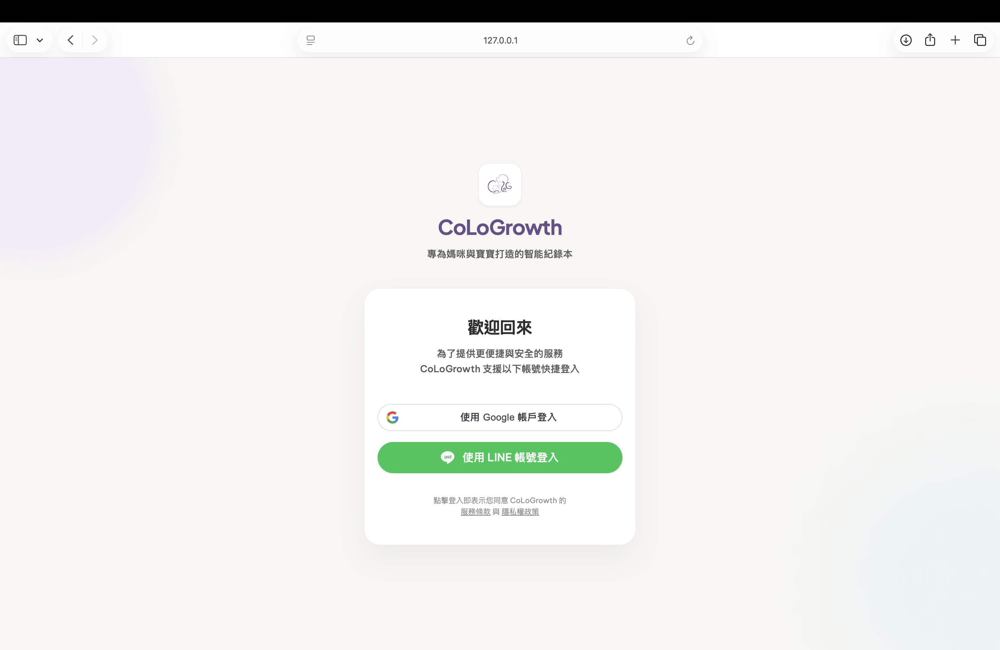 127.0.0.1
CoLoGrowth
專為媽咪與寶寶打造的智能紀錄本
歡迎回來
為了提供更便捷與安全的服務
CoLoGrowth 支援以下帳號快捷登入
使用 Google 帳戶登入
LINE 使用 LINE 帳號登入
點擊登入即表示您同意 CoLoGrowth 的
服務條款 與 隱私權政策